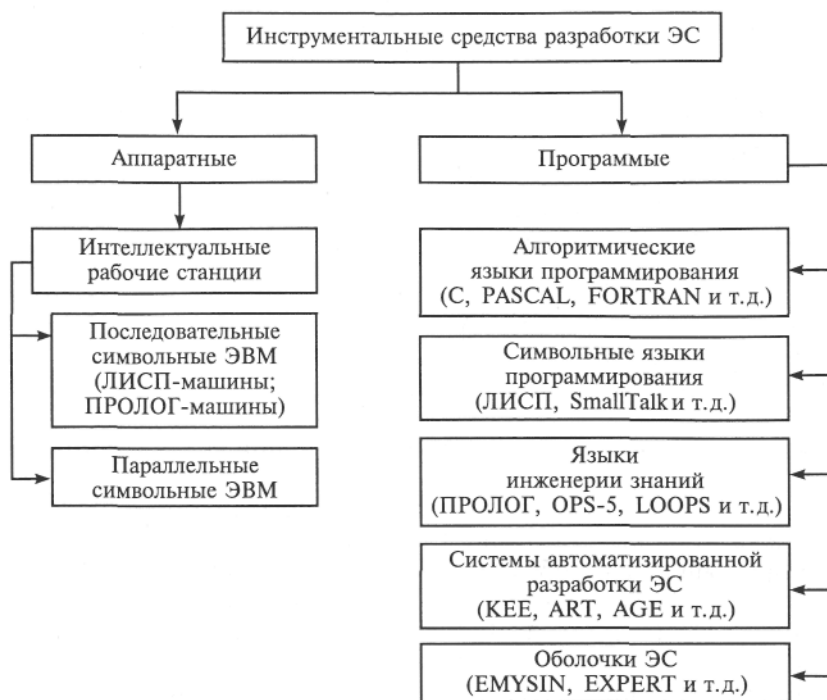 Инструментальные средства разработки ЭС
Аппаратные
Программые
Интеллектуальные
рабочие станции
Последовательные
символьные ЭВМ
(ЛИСП-машины;
ПРОЛОГ-машины)
Параллельные
символьные ЭВМ
Алгоритмические
языки программирования
(C, PASCAL, FORTRAN и т.д.)
Символьные языки
программирования
(ЛИСП, SmallTalk и т.д.)
Языки
инженерии знаний
(ПРОЛОГ, OPS-5, LOOPS и т.д.)
Системы автоматизированной
разработки ЭС
(KEE, ART, AGE и т.д.)
Оболочки ЭС
(EMYSIN, EXPERT и т.д.)